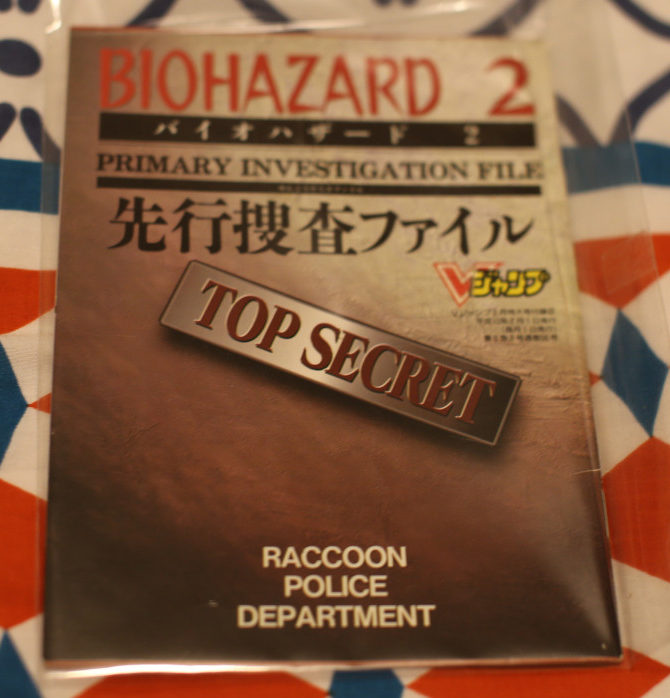 BIOHAZARD 2
バイオハザード 2
PRIMARY INVESTIGATION FILE
先行捜査ファイル
Vジャンプ
TOP SECRET
RACCOON
POLICE
DEPARTMENT